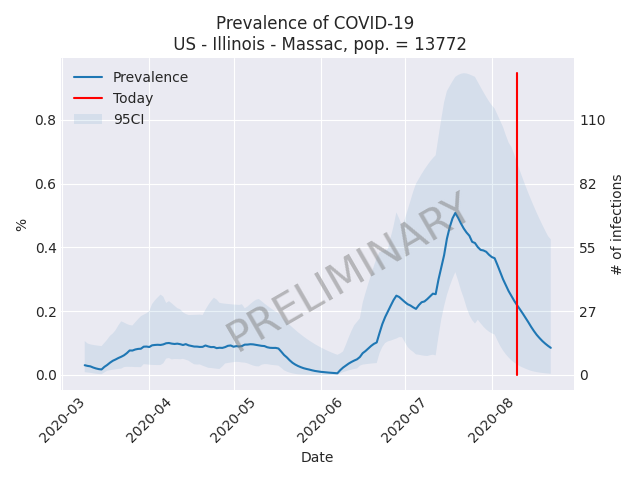 Prevalence of COVID-19
US - Illinois - Massac, pop. = 13772
Prevalence
Today
95CI
PRELIMINARY
%
0.8
0.6
0.4
0.2
0.0
110
82
55
27
0
# of infections
2020-03
2020-04
2020-05
2020-06
2020-07
2020-08
Date